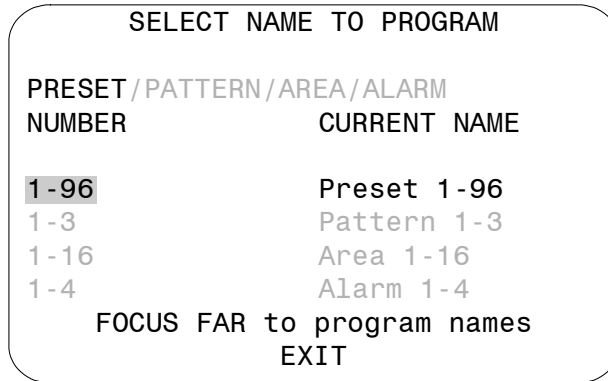 SELECT NAME TO PROGRAM
PRESET/PATTERN/AREA/ALARM
NUMBER CURRENT NAME
1-96 Preset 1-96
1-3 Pattern 1-3
1-16 Area 1-16
1-4 Alarm 1-4
FOCUS FAR to program names
EXIT